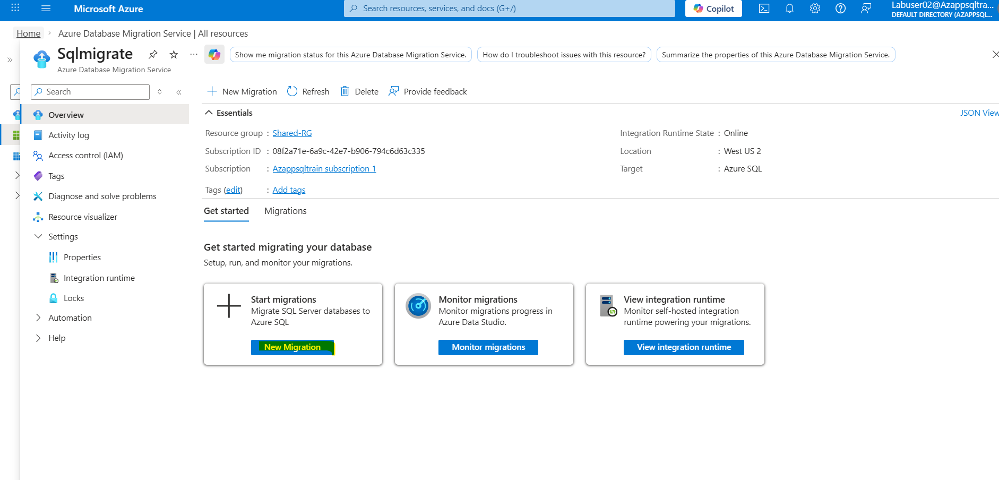 Microsoft Azure
Search resources, services, and docs (G+/)
Copilot
Labuser02@Azappsqltra...
DEFAULT DIRECTORY (AZAPPSQL...
Home
Azure Database Migration Service | All resources
Sqlmigrate
Azure Database Migration Service
Show me migration status for this Azure Database Migration Service.
How do I troubleshoot issues with this resource?
Summarize the properties of this Azure Database Migration Service.
Search
New Migration
Refresh
Delete
Provide feedback
Overview
Activity log
Access control (IAM)
Tags
Diagnose and solve problems
Resource visualizer
Settings
Properties
Integration runtime
Locks
Automation
Help
Essentials
JSON View
Resource group : Shared-RG
Subscription ID : 08f2a71e-6a9c-42e7-b906-794c6d63c335
Subscription : Azappsqltrain subscription 1
Tags (edit) : Add tags
Integration Runtime State : Online
Location : West US 2
Target : Azure SQL
Get started
Migrations
Get started migrating your database
Setup, run, and monitor your migrations.
Start migrations
Migrate SQL Server databases to
Azure SQL
New Migration
Monitor migrations
Monitor migrations progress in
Azure Data Studio.
Monitor migrations
View integration runtime
Monitor self-hosted integration
runtime powering your migrations.
View integration runtime